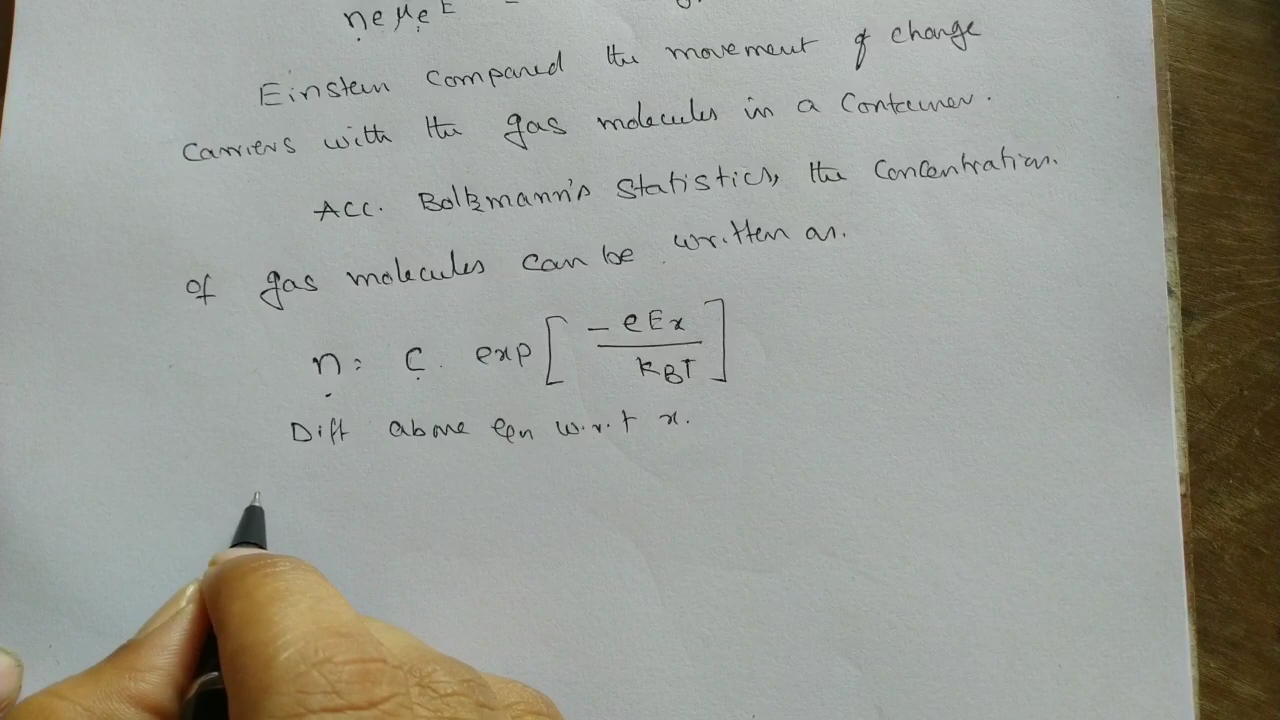 neμeE =
Einstein Compared the movement of change
Carriers with the gas molecules in a Container.
Acc. Boltzmann's Statistics, the Concentration.
of gas molecules can be written as.
n = C. exp[-eEx/kBT]
Diff above eqn w.r.t x.